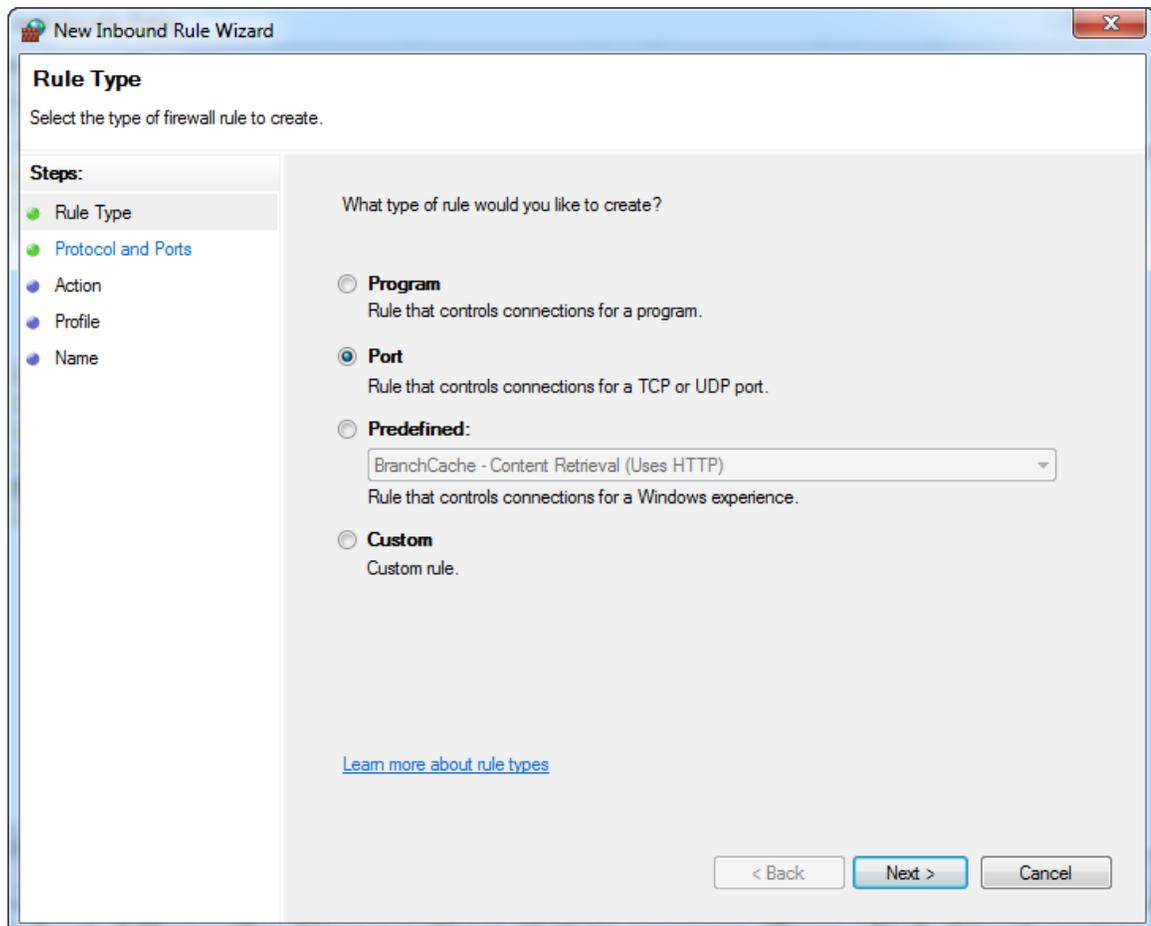 New Inbound Rule Wizard
X
Rule Type
Select the type of firewall rule to create.
Steps:
Rule Type
Protocol and Ports
Action
Profile
Name
What type of rule would you like to create?
Program
Rule that controls connections for a program.
Port
Rule that controls connections for a TCP or UDP port.
Predefined:
BranchCache - Content Retrieval (Uses HTTP)
Rule that controls connections for a Windows experience.
Custom
Custom rule.
Learn more about rule types
< Back Next > Cancel